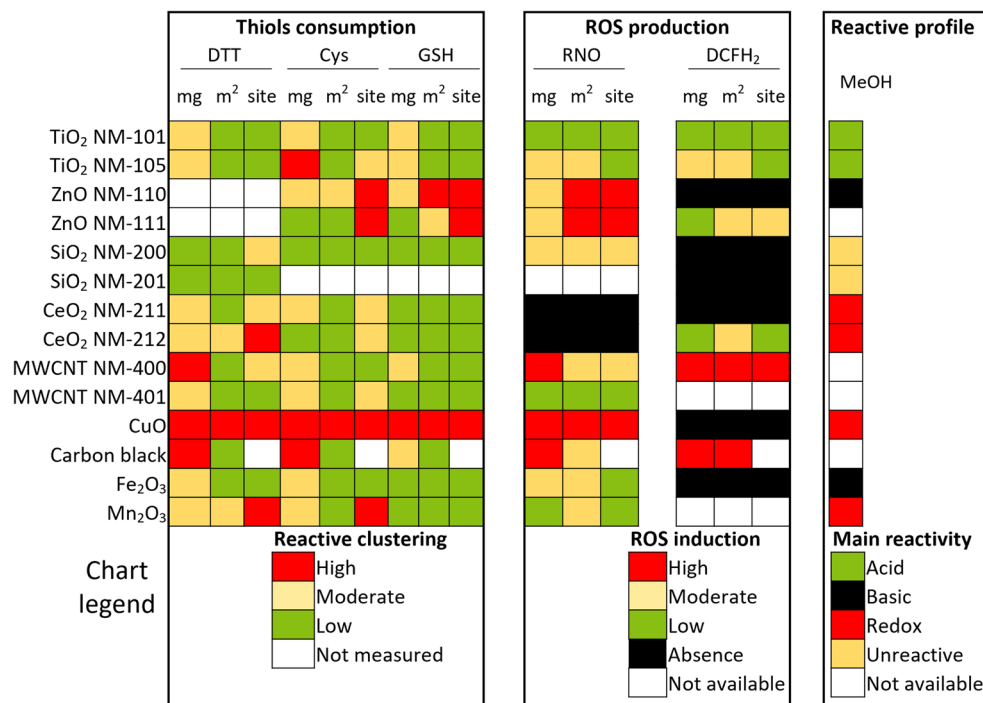 Thiols consumption
ROS production
Reactive profile
DTT Cys GSH
RNO DCFH₂
MeOH
mg m² site mg m² site mg m² site
mg m² site mg m² site
TiO₂ NM-101
TiO₂ NM-105
ZnO NM-110
ZnO NM-111
SiO₂ NM-200
SiO₂ NM-201
CeO₂ NM-211
CeO₂ NM-212
MWCNT NM-400
MWCNT NM-401
CuO
Carbon black
Fe₂O₃
Mn₂O₃
Chart
legend
Reactive clustering
High
Moderate
Low
Not measured
ROS induction
High
Moderate
Low
Absence
Not available
Main reactivity
Acid
Basic
Redox
Unreactive
Not available